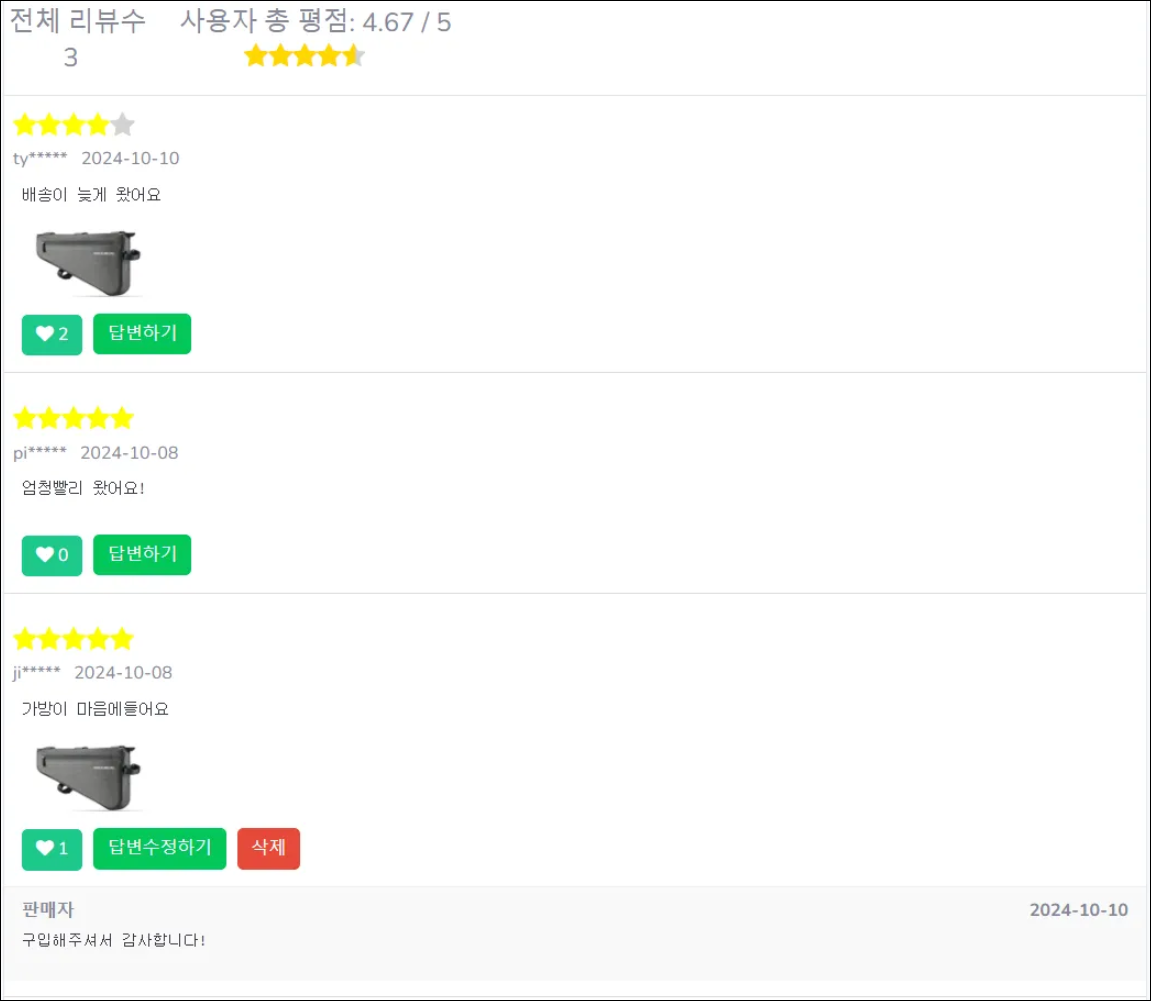 전체 리뷰수 사용자 총 평점: 4.67 / 5
3
ty***** 2024-10-10
배송이 늦게 왔어요
2 답변하기
pi***** 2024-10-08
엄청빨리 왔어요!
0 답변하기
ji***** 2024-10-08
가방이 마음에들어요
1 답변수정하기 삭제
판매자 2024-10-10
구입해주셔서 감사합니다!